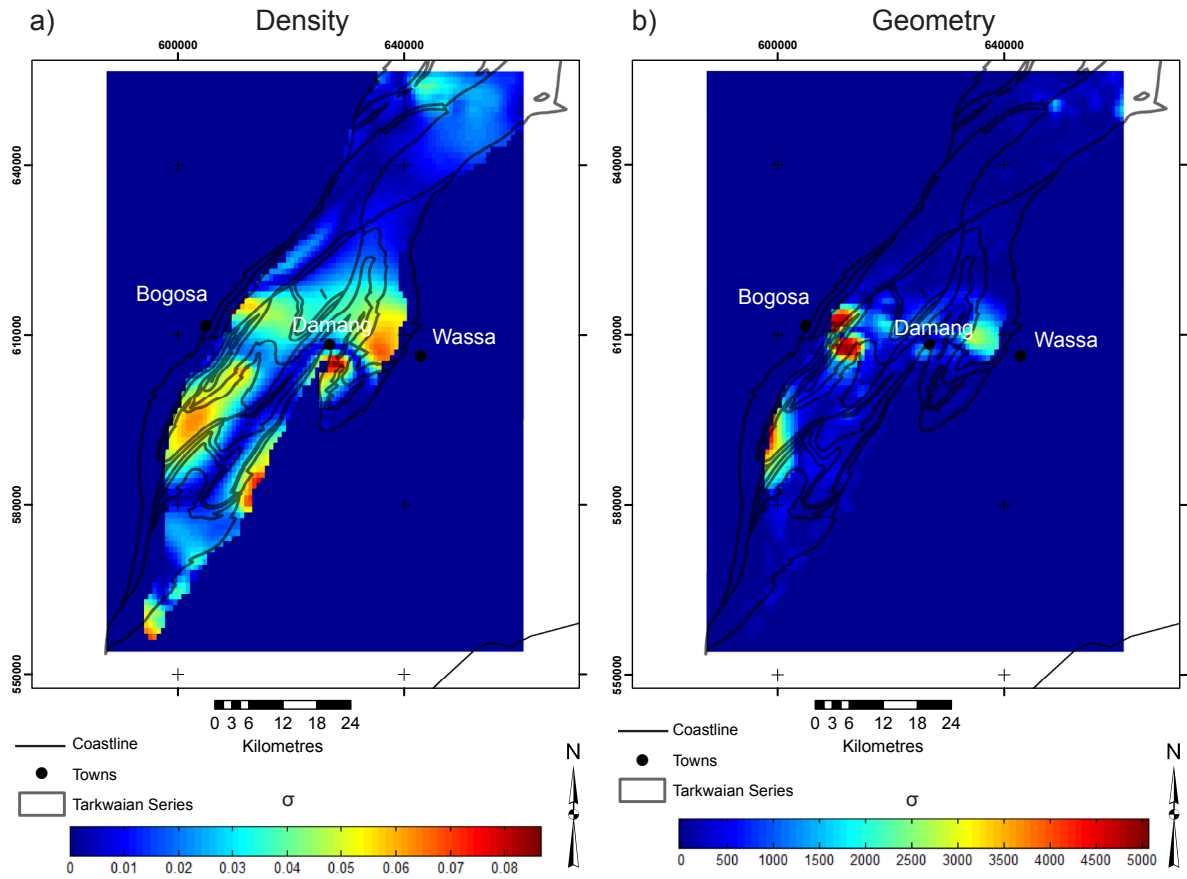 a) Density
600000 640000
640000
610000
580000
550000
Bogosa
Damang
Wassa
0 3 6 12 18 24
Kilometres
Coastline
Towns
Tarkwaian Series
N
σ
0 0.01 0.02 0.03 0.04 0.05 0.06 0.07 0.08
b) Geometry
600000 640000
640000
610000
580000
550000
Bogosa
Damang
Wassa
0 3 6 12 18 24
Kilometres
Coastline
Towns
Tarkwaian Series
N
σ
0 500 1000 1500 2000 2500 3000 3500 4000 4500 5000